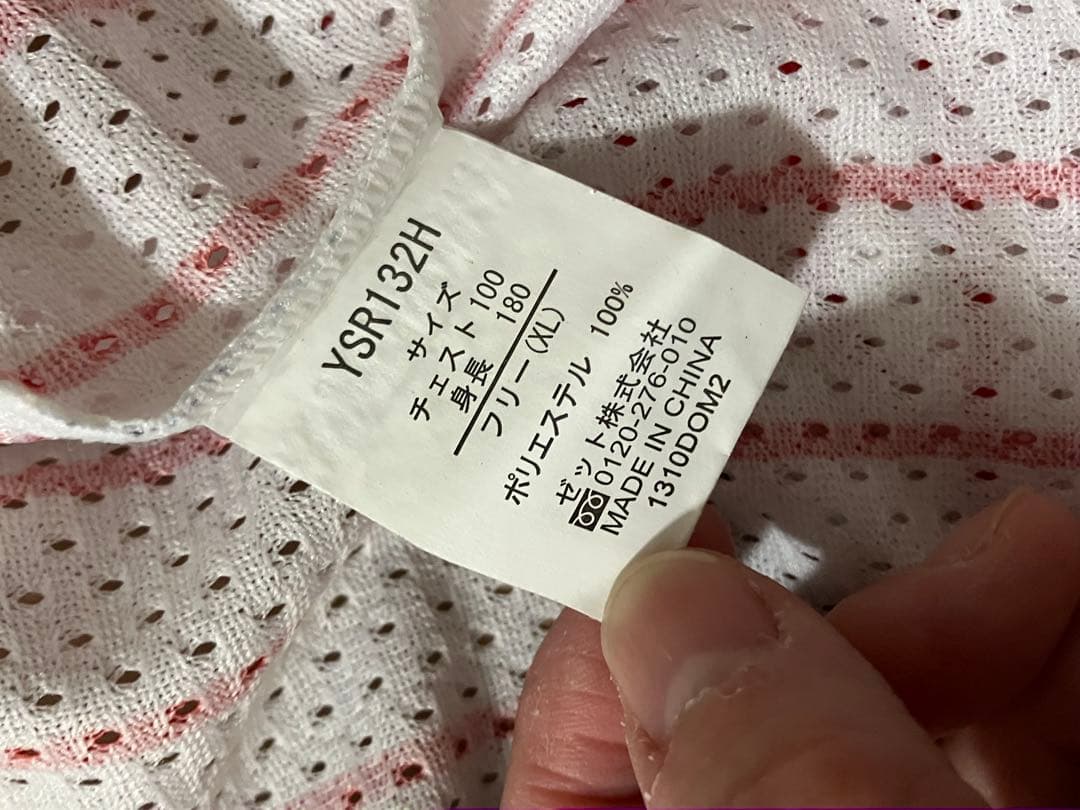 YSR132H
サイズ
チェスト 100
身長 180
フリー(XL)
ポリエステル 100%
ゼット株式会社
0120-276-010
MADE IN CHINA
1310DOM2